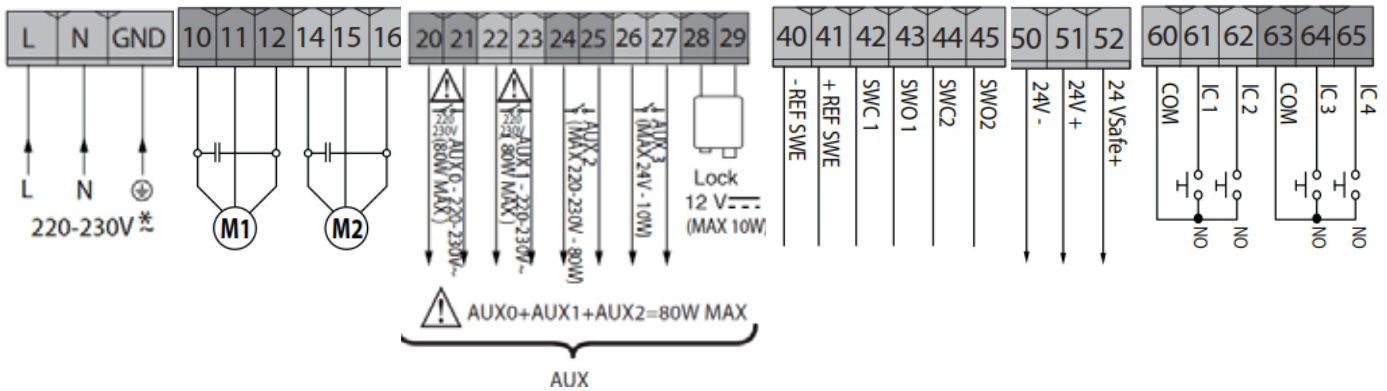 L N GND 10 11 12 14 15 16 20 21 22 23 24 25 26 27 28 29 40 41 42 43 44 45 50 51 52 60 61 62 63 64 65
L N
220-230V *~
M1
M2
220
230V
AUX 0 - 220-230V~
(80W MAX )
220
230V
AUX 1 - 220-230V~
( 80W MAX )
AUX 2
(MAX 220-230V - 80W)
AUX 3
(MAX 24V - 10W)
Lock
12 V
(MAX 10W)
- REF SWE
+ REF SWE
SWC 1
SWO 1
SWC2
SWO2
24V -
24V +
24 VSafe+
COM
IC 1
IC 2
COM
IC 3
IC 4
NO
NO
NO
NO
AUX0+AUX1+AUX2=80W MAX
AUX